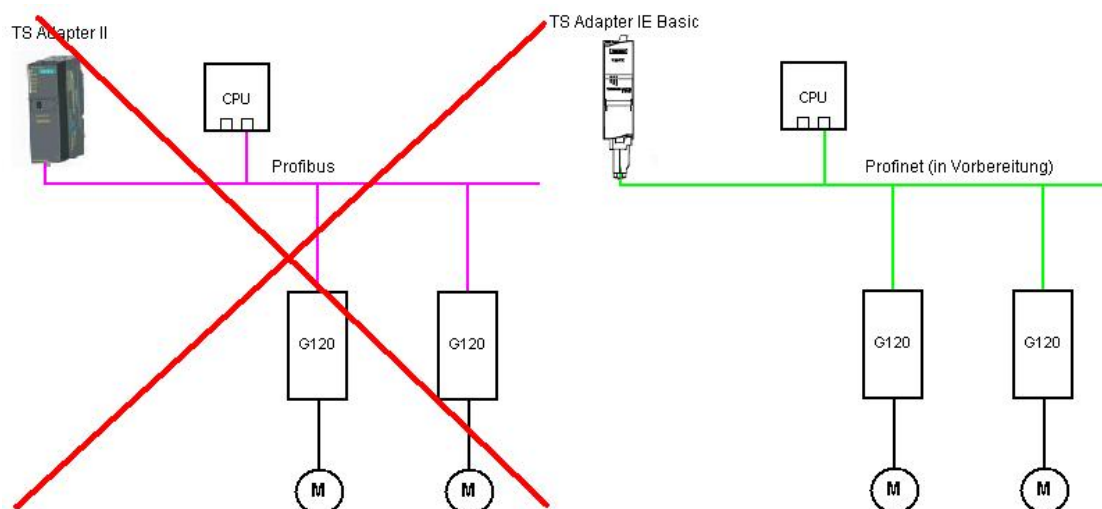 TS Adapter II
CPU
Profibus
G120
G120
M
M
TS Adapter IE Basic
CPU
Profinet (in Vorbereitung)
G120
G120
M
M